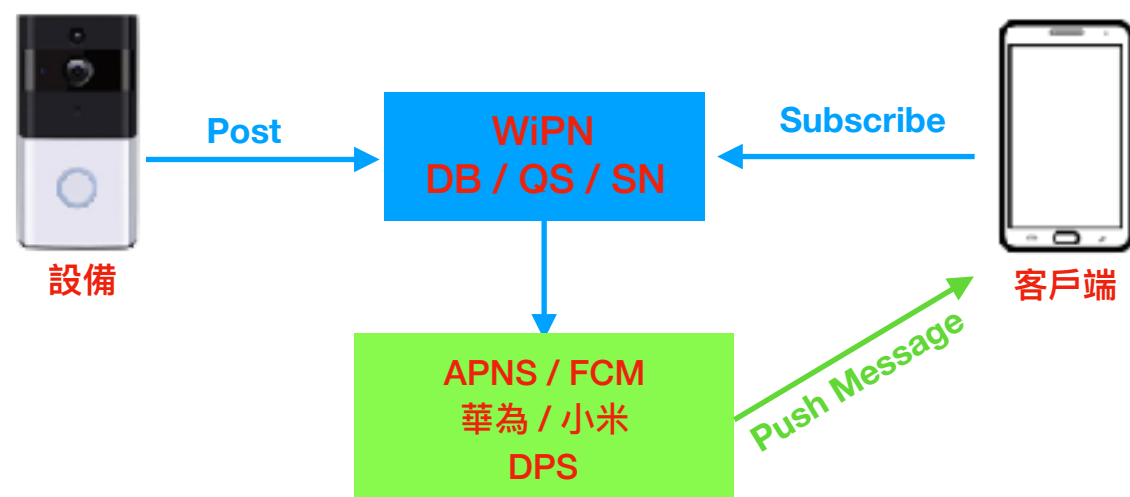 Post
WiPN
DB / QS / SN
Subscribe
設備
客戶端
APNS / FCM
華為 / 小米
DPS
Push Message